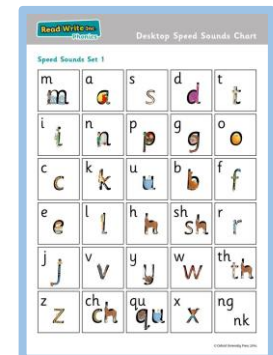 Read Write Inc.
Phonics
Desktop Speed Sounds Chart
Speed Sounds Set 1
m a s d t
m a s d t
i n p g o
i n p g o
c k u b f
c k u b f
e l h sh r
e l h sh r
j v y w th
j v y w th
z ch qu x ng
z ch qu x nk